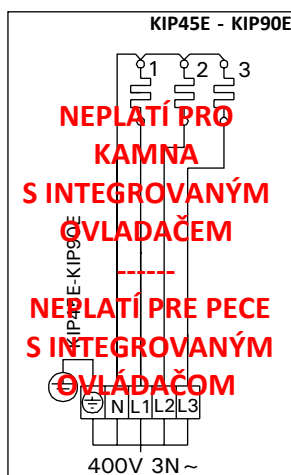 KIP45E - KIP90E
1 2 3
NEPLATÍ PRO
KAMNA
S INTEGROVANÝM
OVLADAČEM
------
NEPLATÍ PRE PECE
S INTEGROVANÝM
OVLÁDAČOM
KIP45E-KIP90E
N L1 L2 L3
400V 3N~